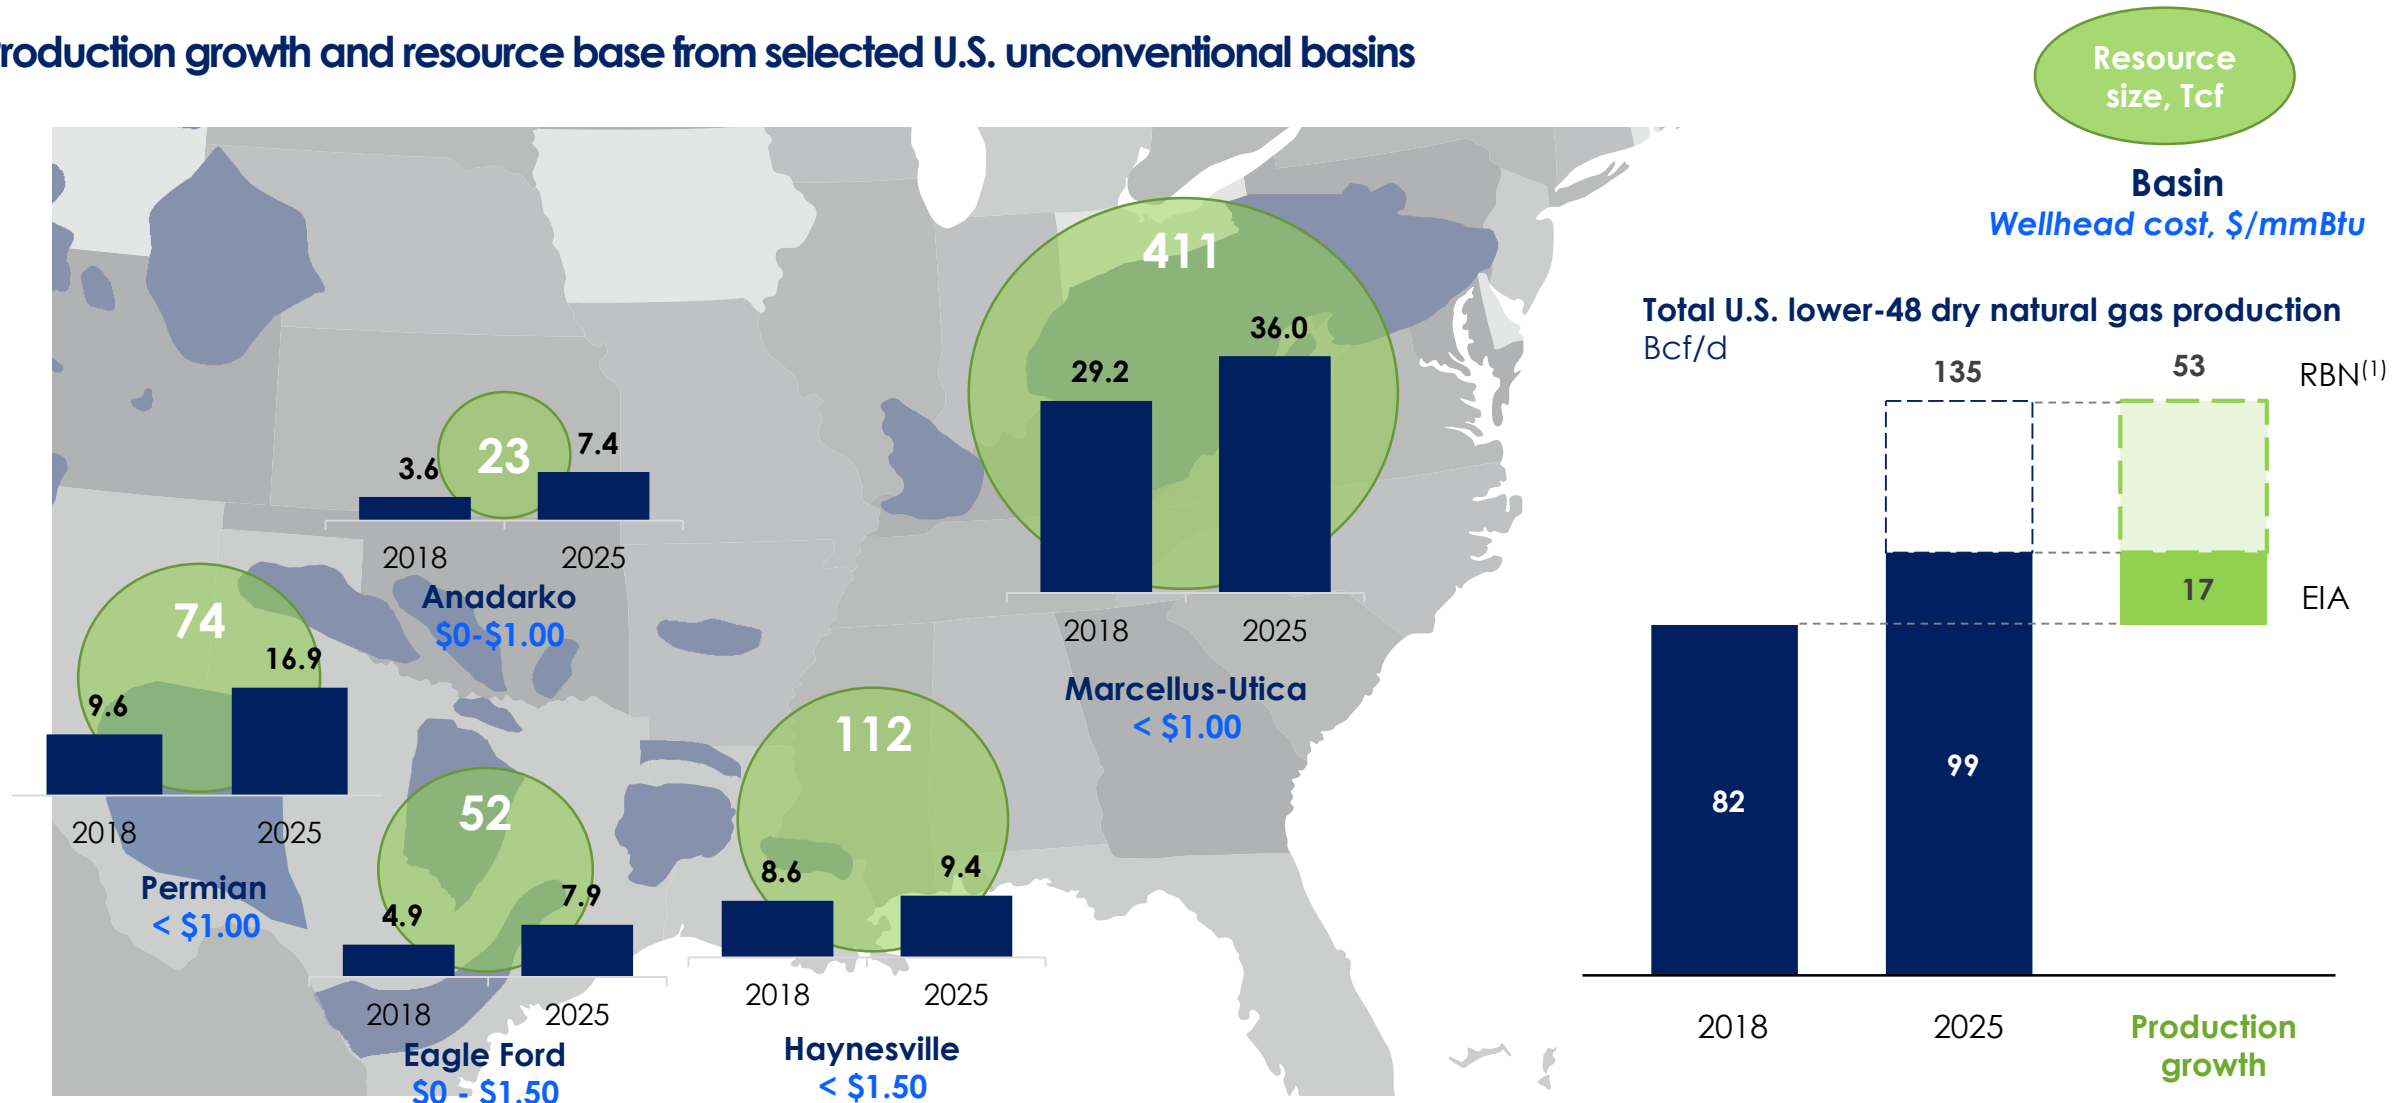 roduction growth and resource base from selected U.S. unconventional basins
Resource
size, Tcf
Basin
Wellhead cost, $/mmBtu
411
29.2
36.0
2018
2025
Marcellus-Utica
< $1.00
23
3.6
7.4
2018
2025
Anadarko
$0-$1.00
74
9.6
16.9
2018
2025
Permian
< $1.00
52
4.9
7.9
2018
2025
Eagle Ford
$0 - $1.50
112
8.6
9.4
2018
2025
Haynesville
< $1.50
Total U.S. lower-48 dry natural gas production
Bcf/d
135
53
RBN(1)
17
EIA
82
99
2018
2025
Production
growth